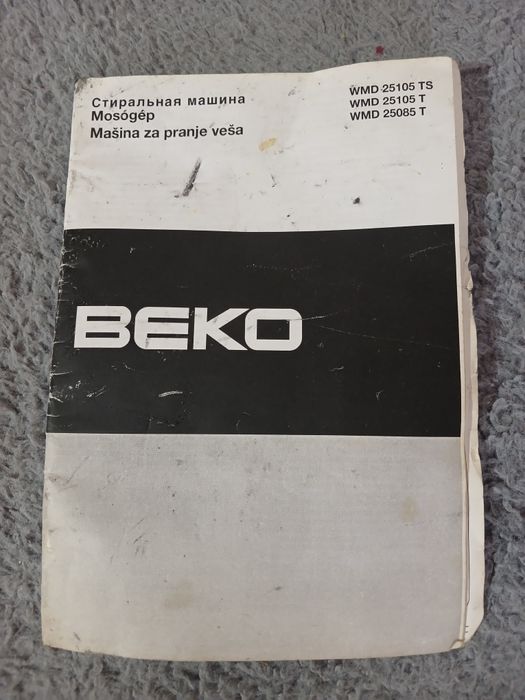 Стиральная машина
Mosógép
Mašina za pranje veša
WMD 25105 TS
WMD 25105 T
WMD 25085 T
BEKO